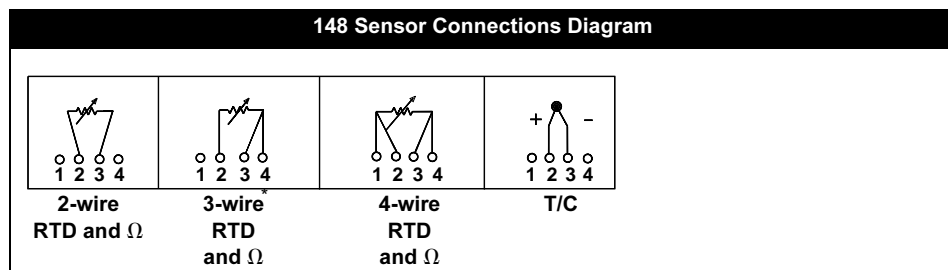 148 Sensor Connections Diagram
+ –
1 2 3 4 1 2 3 4 1 2 3 4 1 2 3 4
2-wire 3-wire* 4-wire T/C
RTD and Ω RTD RTD
and Ω and Ω